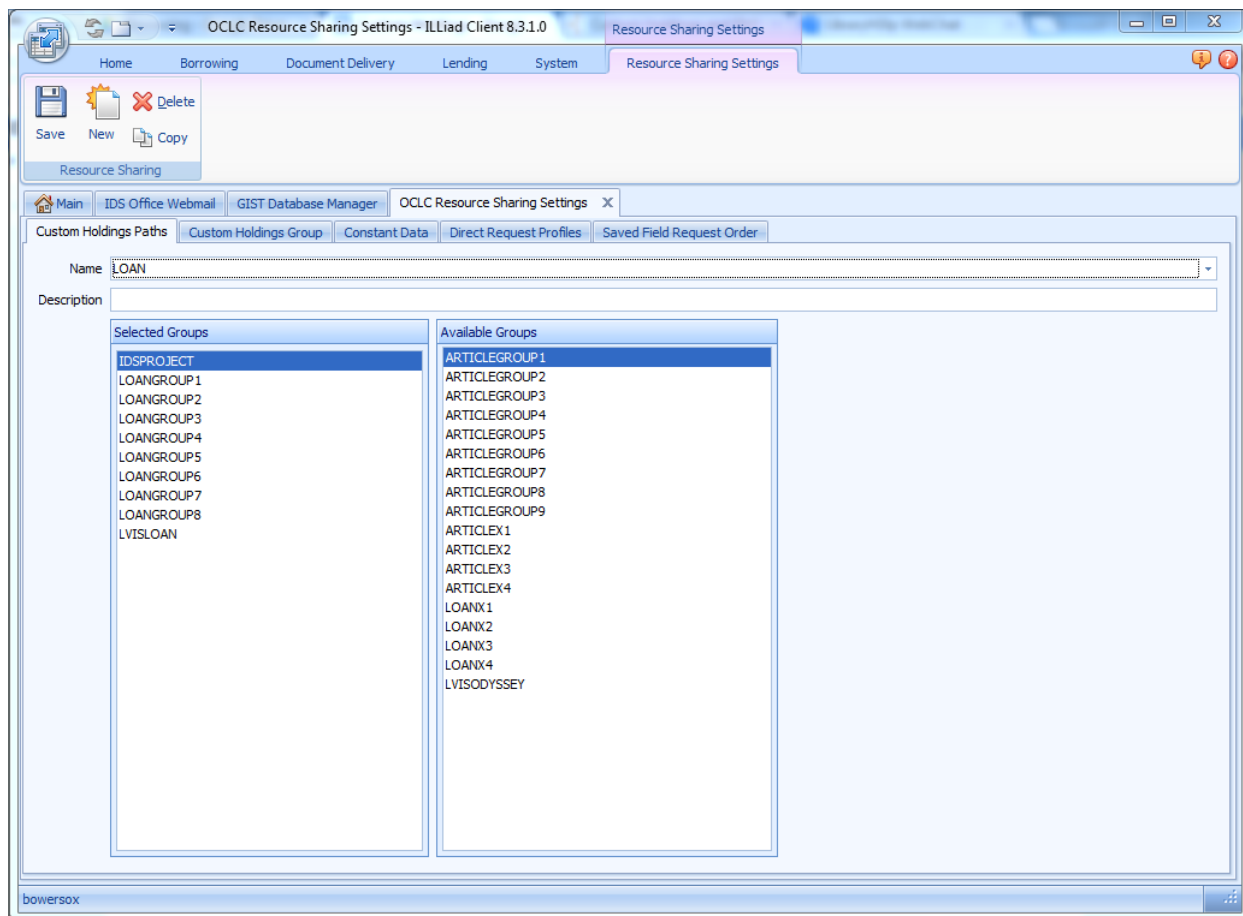 OCLC Resource Sharing Settings - ILLiad Client 8.3.1.0
Resource Sharing Settings
Home Borrowing Document Delivery Lending System Resource Sharing Settings
Save New Delete
Copy
Resource Sharing
Main IDS Office Webmail GIST Database Manager OCLC Resource Sharing Settings X
Custom Holdings Paths Custom Holdings Group Constant Data Direct Request Profiles Saved Field Request Order
Name LOAN
Description
Selected Groups
IDSPROJECT
LOANGROUP1
LOANGROUP2
LOANGROUP3
LOANGROUP4
LOANGROUP5
LOANGROUP6
LOANGROUP7
LOANGROUP8
LVISLOAN
Available Groups
ARTICLEGROUP1
ARTICLEGROUP2
ARTICLEGROUP3
ARTICLEGROUP4
ARTICLEGROUP5
ARTICLEGROUP6
ARTICLEGROUP7
ARTICLEGROUP8
ARTICLEGROUP9
ARTICLEX1
ARTICLEX2
ARTICLEX3
ARTICLEX4
LOANX1
LOANX2
LOANX3
LOANX4
LVISODYSSEY
bowersox